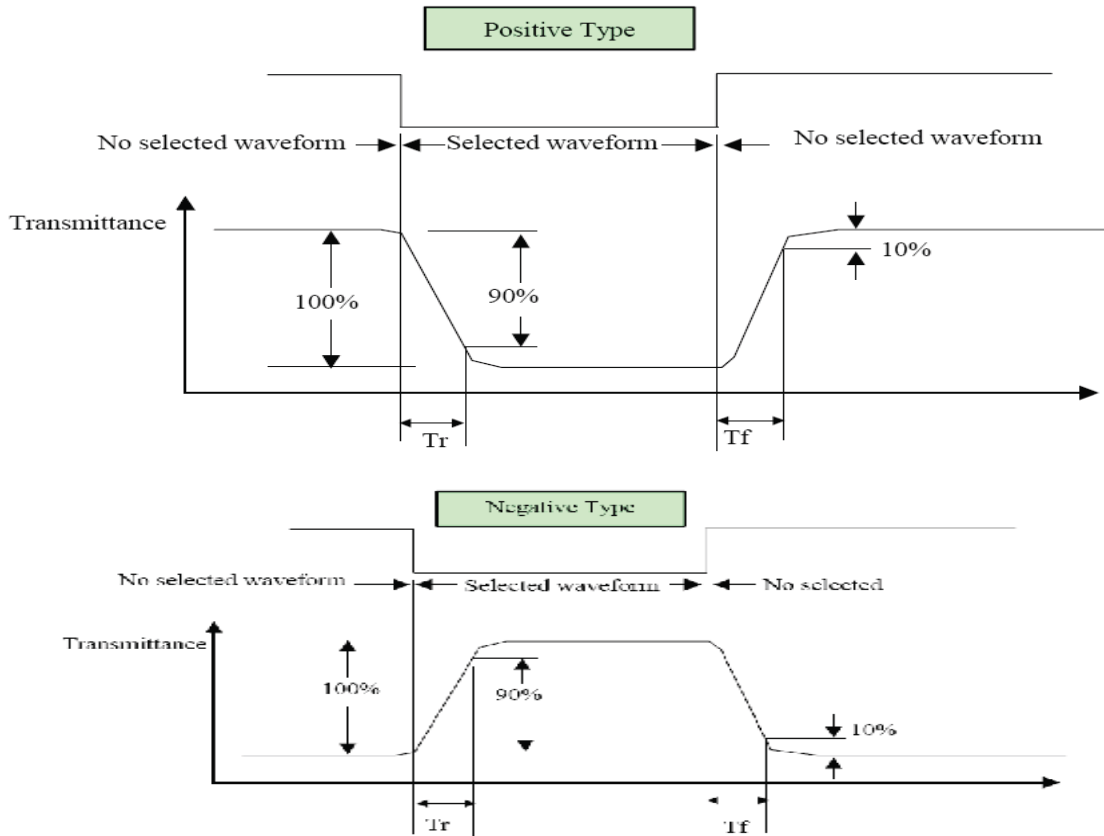 Positive Type
No selected waveform
Selected waveform
No selected waveform
Transmittance
100%
90%
10%
Tr
Tf
Negative Type
No selected waveform
Selected waveform
No selected
Transmittance
100%
90%
10%
Tr
Tf